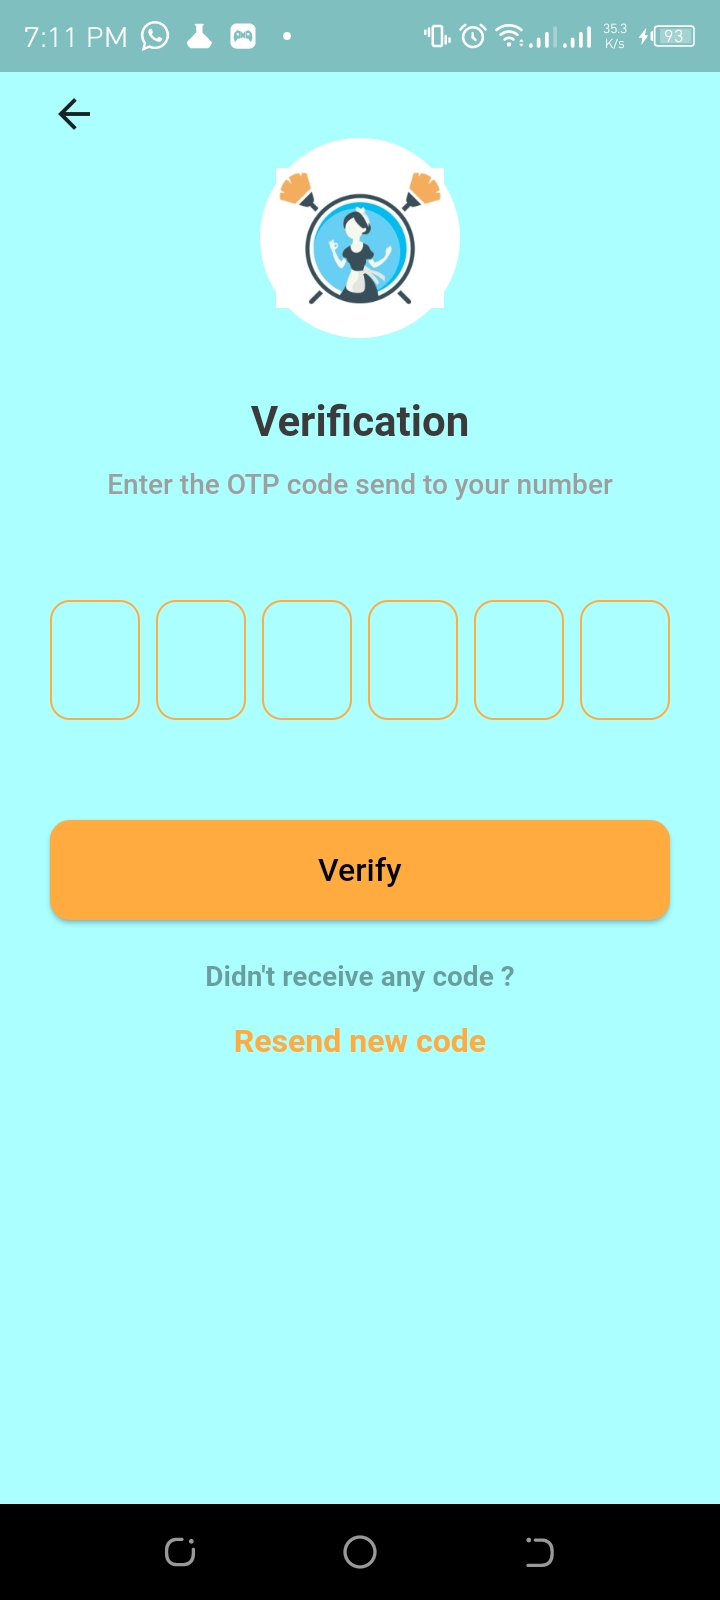 7:11 PM
35.3
K/s
93
Verification
Enter the OTP code send to your number
Verify
Didn't receive any code ?
Resend new code